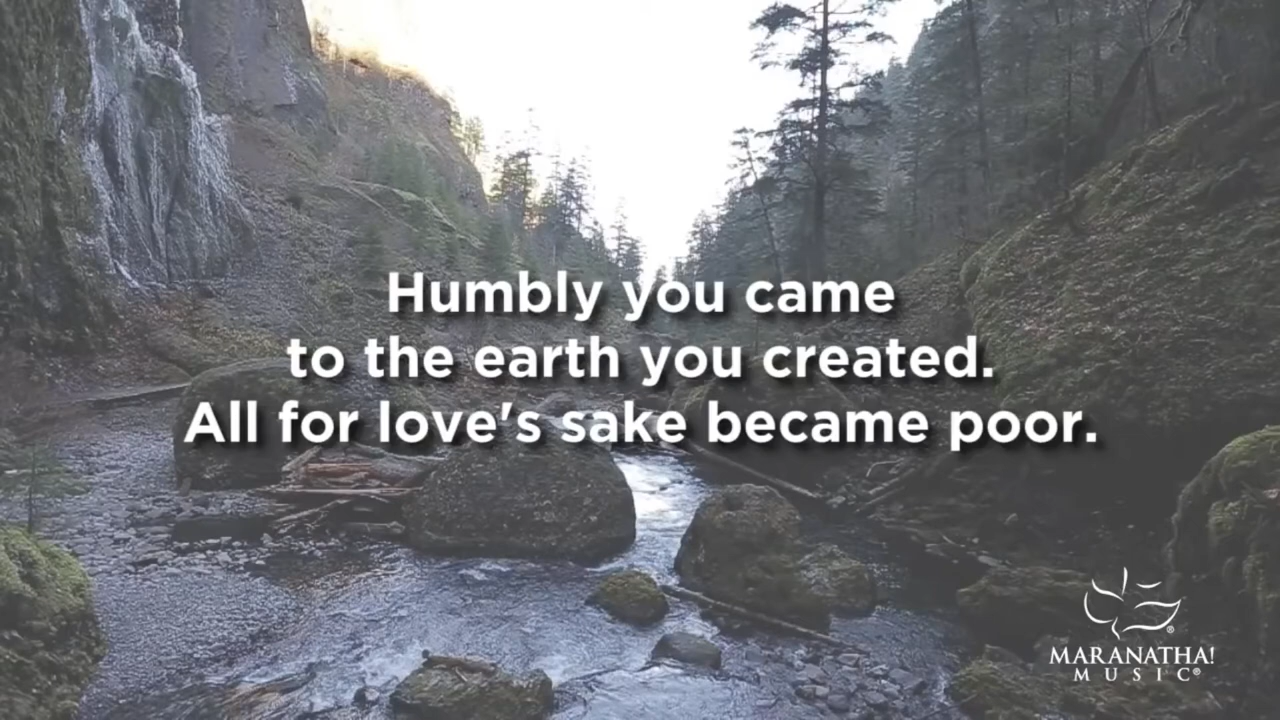 Humbly you came
to the earth you created.
All for love's sake became poor.
MARANATHA!
MUSIC®